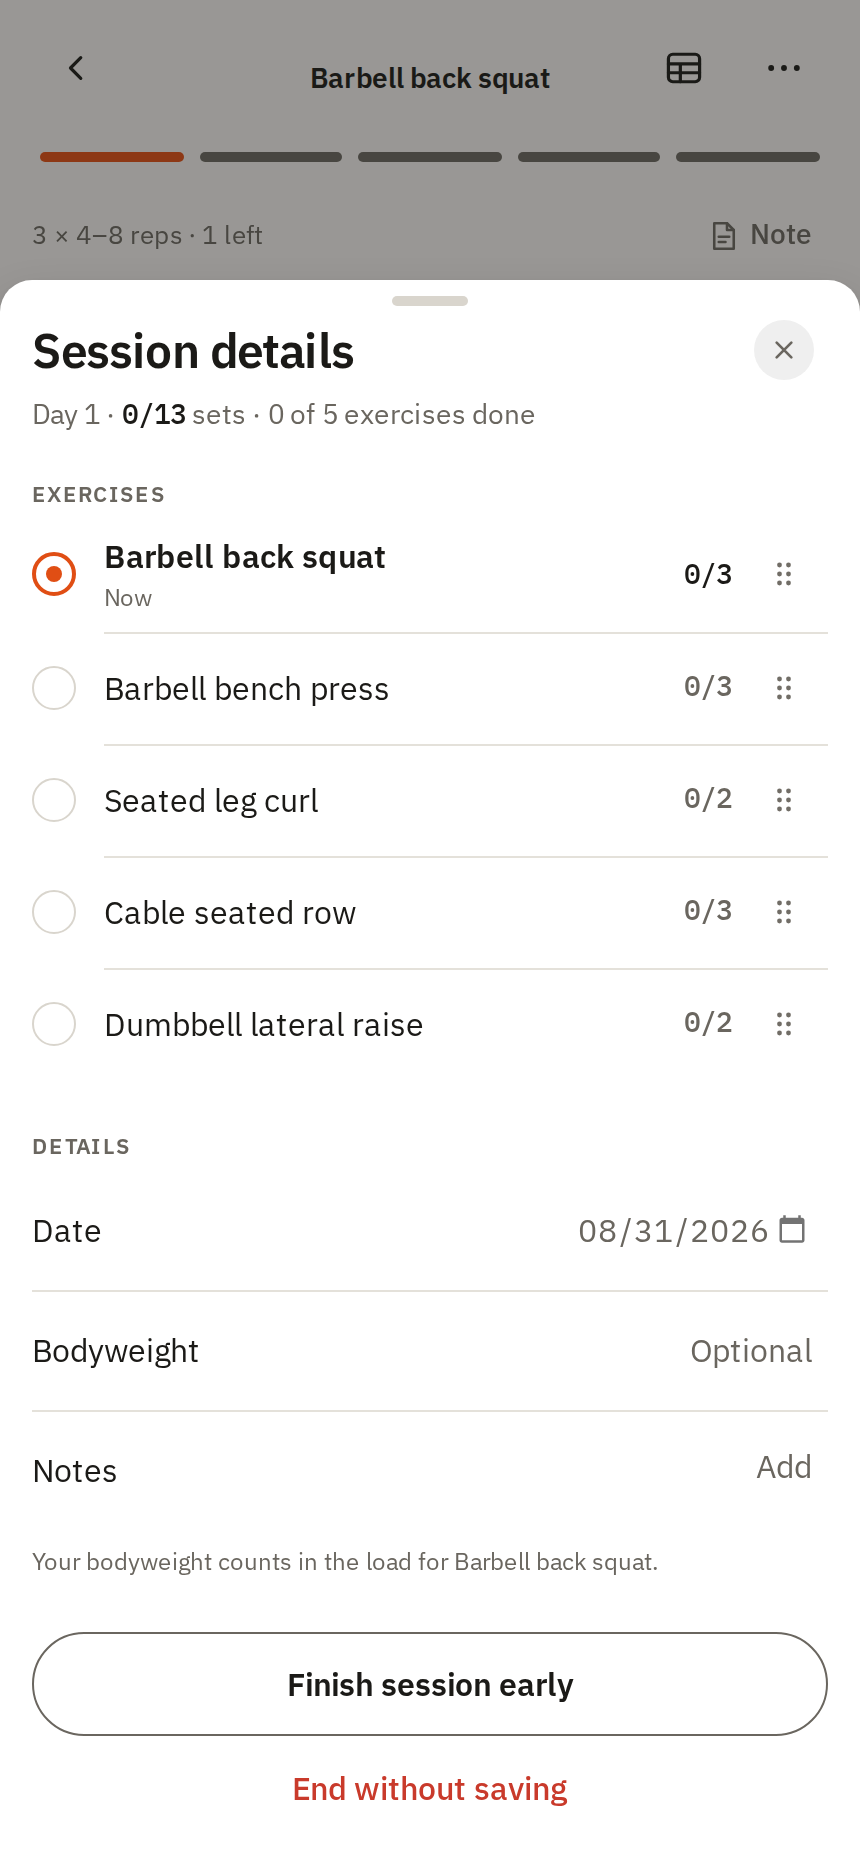 Barbell back squat
3 × 4–8 reps · 1 left
Note
Session details
Day 1 · 0/13 sets · 0 of 5 exercises done
EXERCISES
Barbell back squat
Now
0/3
Barbell bench press
0/3
Seated leg curl
0/2
Cable seated row
0/3
Dumbbell lateral raise
0/2
DETAILS
Date
08/31/2026
Bodyweight
Optional
Notes
Add
Your bodyweight counts in the load for Barbell back squat.
Finish session early
End without saving